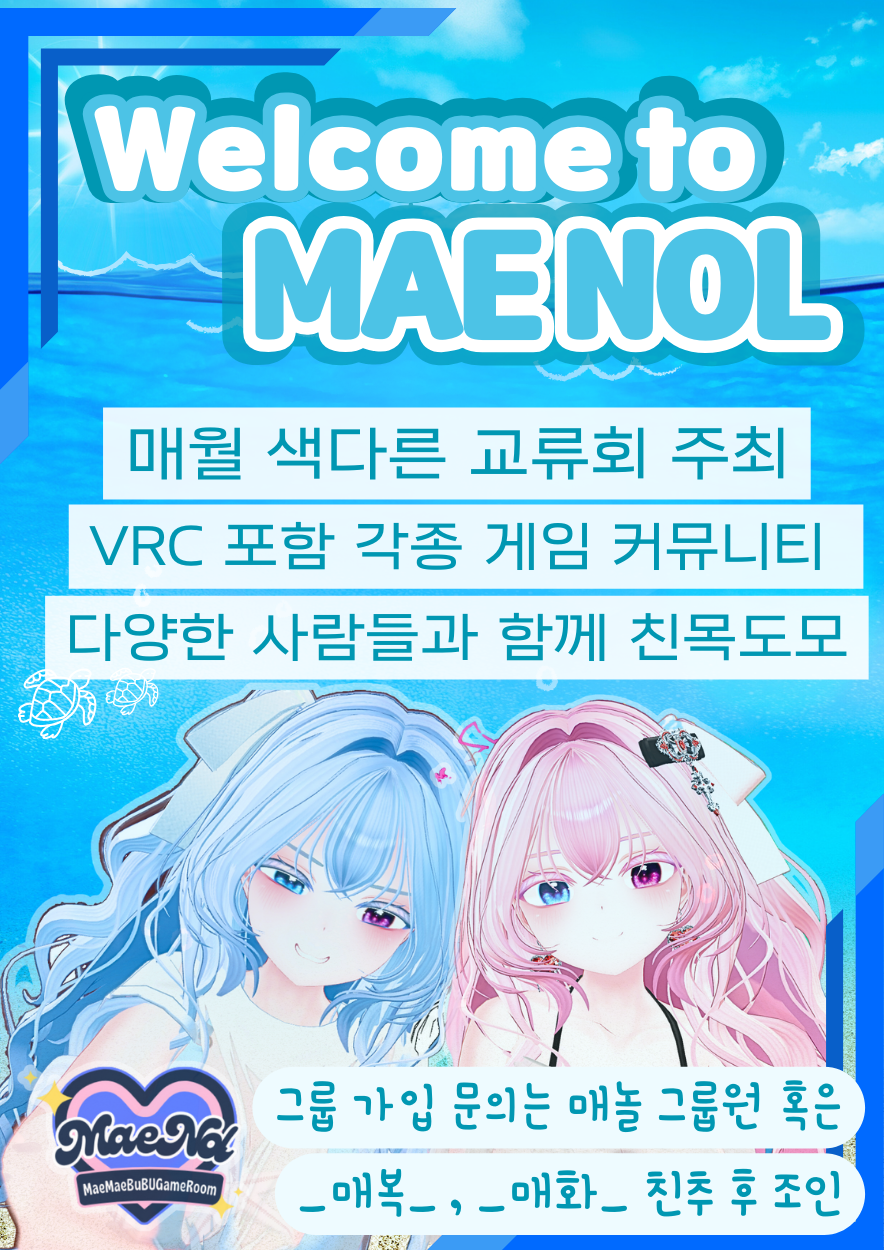 Welcome to
MAE NOL
매월 색다른 교류회 주최
VRC 포함 각종 게임 커뮤니티
다양한 사람들과 함께 친목도모
그룹 가입 문의는 매놀 그룹원 혹은
_매복_ , _매화_ 친추 후 조인
MaeNol
MaeMaeBuBUGameRoom